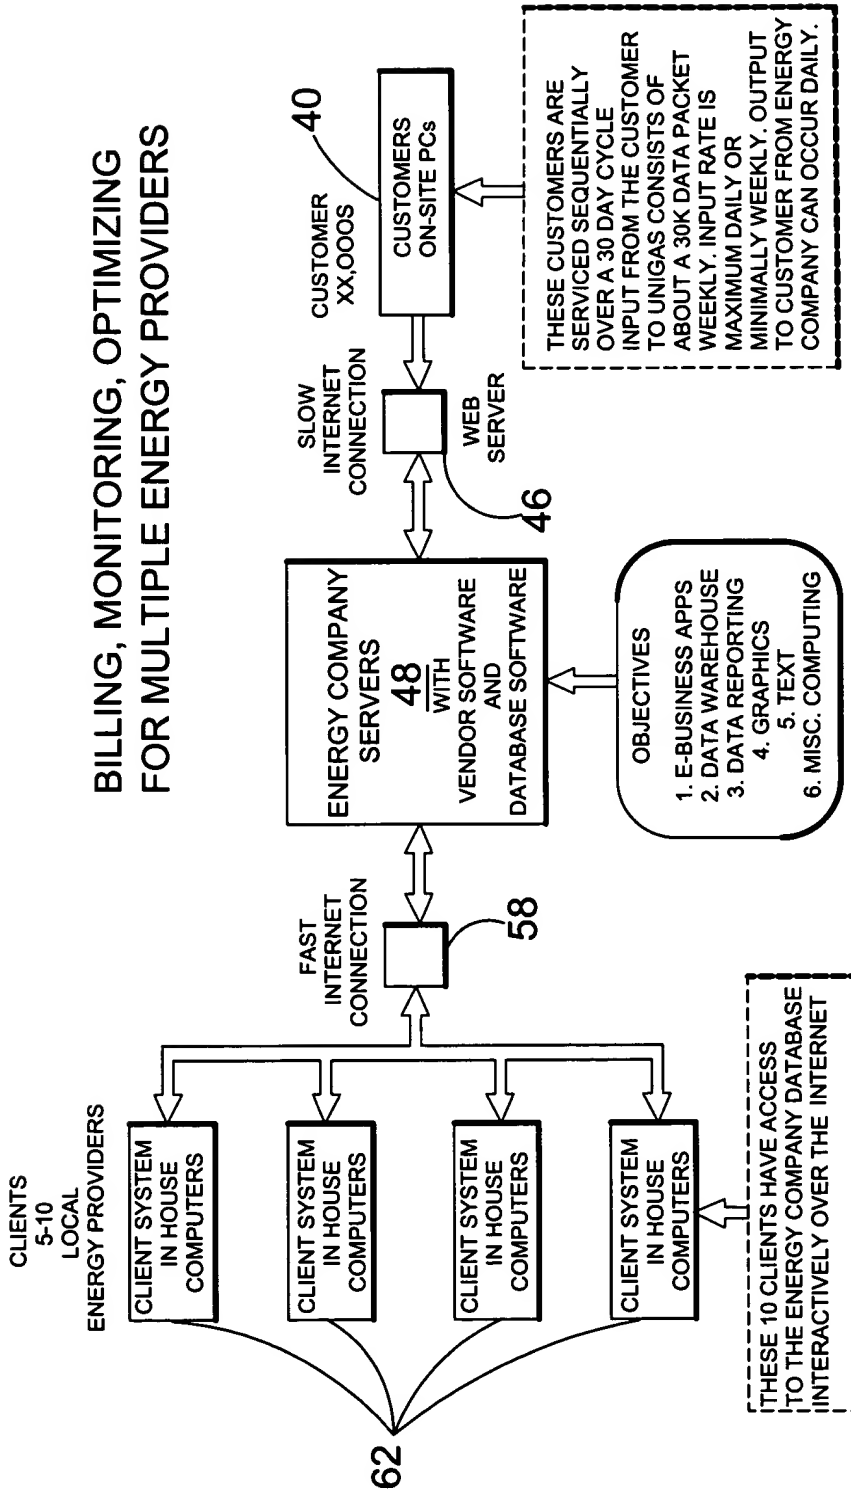 BILLING, MONITORING, OPTIMIZING
FOR MULTIPLE ENERGY PROVIDERS
CLIENTS
5-10
LOCAL
ENERGY PROVIDERS
CLIENT SYSTEM
IN HOUSE
COMPUTERS
CLIENT SYSTEM
IN HOUSE
COMPUTERS
CLIENT SYSTEM
IN HOUSE
COMPUTERS
CLIENT SYSTEM
IN HOUSE
COMPUTERS
62
THESE 10 CLIENTS HAVE ACCESS
TO THE ENERGY COMPANY DATABASE
INTERACTIVELY OVER THE INTERNET
FAST
INTERNET
CONNECTION
58
ENERGY COMPANY
SERVERS
48
WITH
VENDOR SOFTWARE
AND
DATABASE SOFTWARE
OBJECTIVES
1. E-BUSINESS APPS
2. DATA WAREHOUSE
3. DATA REPORTING
4. GRAPHICS
5. TEXT
6. MISC. COMPUTING
SLOW
INTERNET
CONNECTION
WEB
SERVER
46
CUSTOMER
XX,OOOS
40
CUSTOMERS
ON-SITE PCs
THESE CUSTOMERS ARE
SERVICED SEQUENTIALLY
OVER A 30 DAY CYCLE
INPUT FROM THE CUSTOMER
TO UNIGAS CONSISTS OF
ABOUT A 30K DATA PACKET
WEEKLY. INPUT RATE IS
MAXIMUM DAILY OR
MINIMALLY WEEKLY. OUTPUT
TO CUSTOMER FROM ENERGY
COMPANY CAN OCCUR DAILY.